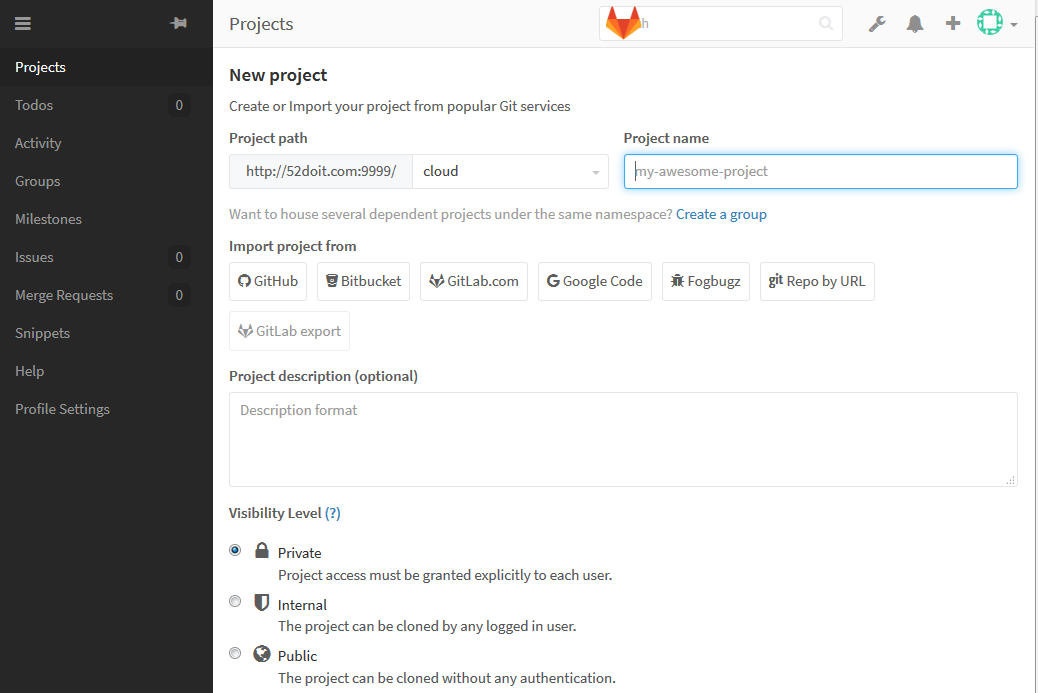 Projects
Projects
Todos 0
Activity
Groups
Milestones
Issues 0
Merge Requests 0
Snippets
Help
Profile Settings
New project
Create or Import your project from popular Git services
Project path Project name
http://52doit.com:9999/ cloud my-awesome-project
Want to house several dependent projects under the same namespace? Create a group
Import project from
GitHub Bitbucket GitLab.com Google Code Fogbugz git Repo by URL
GitLab export
Project description (optional)
Description format
Visibility Level (?)
Private
Project access must be granted explicitly to each user.
Internal
The project can be cloned by any logged in user.
Public
The project can be cloned without any authentication.